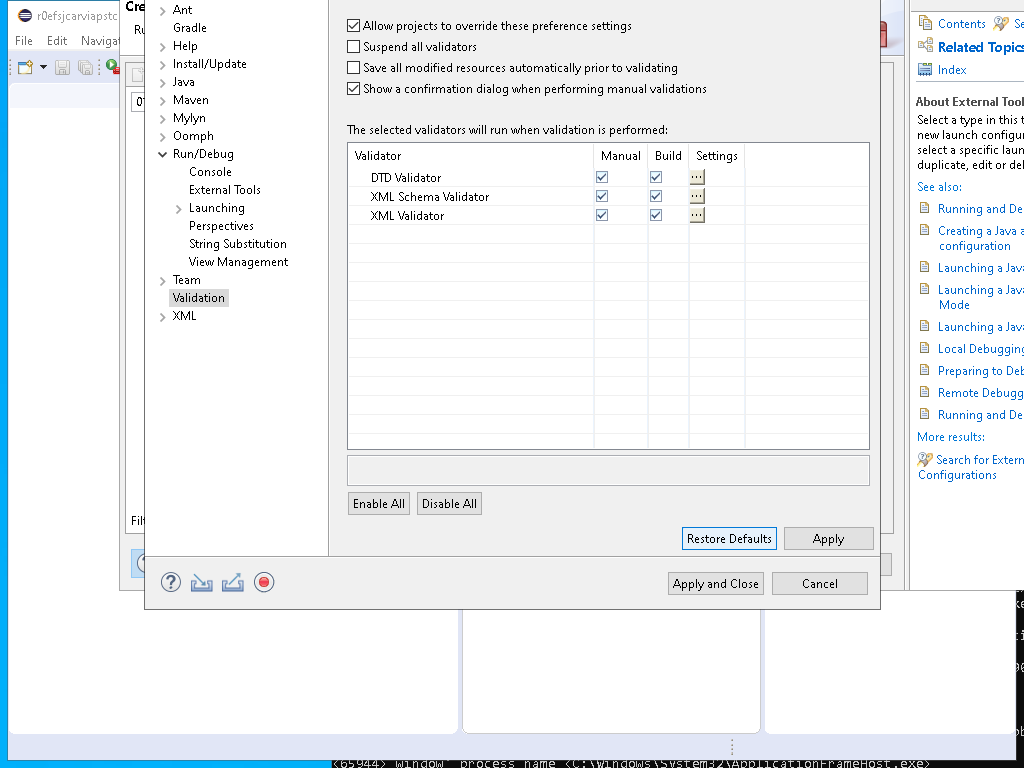 r0efsjcarviapstc
File Edit Navigat
Cre
Ant
Gradle
Help
Install/Update
Java
Maven
Mylyn
Oomph
Run/Debug
Console
External Tools
Launching
Perspectives
String Substitution
View Management
Team
Validation
XML
Allow projects to override these preference settings
Suspend all validators
Save all modified resources automatically prior to validating
Show a confirmation dialog when performing manual validations
The selected validators will run when validation is performed:
Validator Manual Build Settings
DTD Validator ...
XML Schema Validator ...
XML Validator ...
Enable All Disable All
Restore Defaults Apply
Apply and Close Cancel
Filt
Contents Se
Related Topics
Index
About External Tool
Select a type in this t
new launch configur
select a specific laun
duplicate, edit or del
See also:
Running and De
Creating a Java a
configuration
Launching a Java
Launching a Java
Mode
Launching a Java
Local Debugging
Preparing to Deb
Remote Debugg
Running and De
More results:
Search for Extern
Configurations
<65944> Window process name <C:\Windows\System32\ApplicationFrameHost.exe>